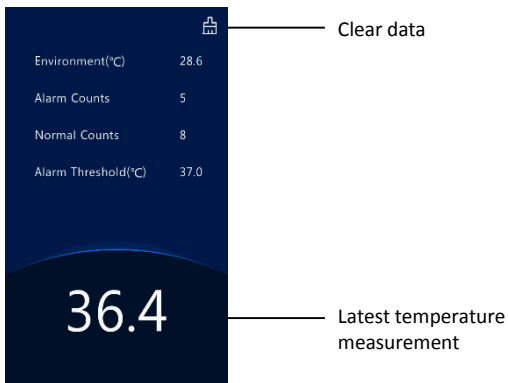 Clear data
Environment(℃) 28.6
Alarm Counts 5
Normal Counts 8
Alarm Threshold(℃) 37.0
36.4
Latest temperature
measurement